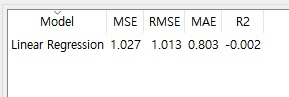 Model MSE RMSE MAE R2
Linear Regression 1.027 1.013 0.803 -0.002